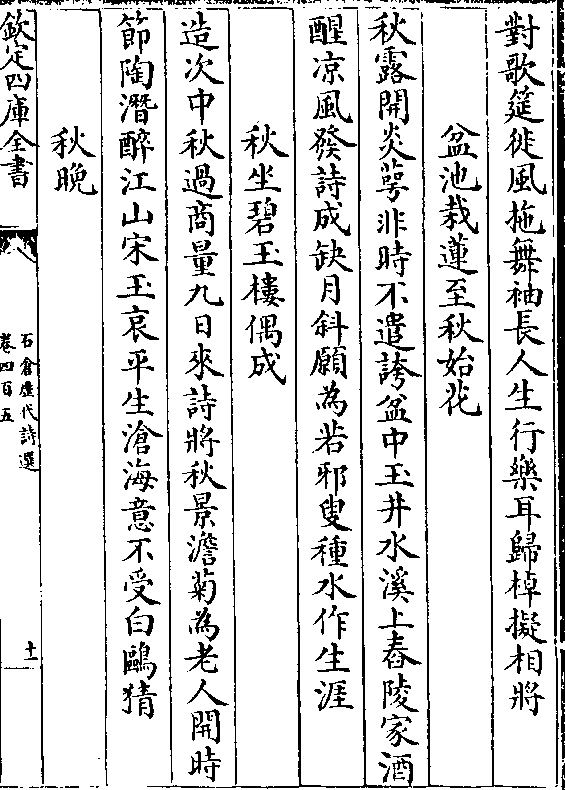 對歌筵徙風拖舞袖長人生行樂耳歸棹擬相將
盆池栽蓮至秋始花
秋露開炎萼非時不遣誇盆中玉井水溪上舂陵家酒
醒凉風發詩成缺月斜願為若邪叟種水作生涯
秋坐碧玉樓偶成
造次中秋過商量九日來詩將秋景澹菊為老人開時
節陶潛醉江山宋玉哀平生滄海意不受白鷗猜
秋晚
欽定四庫全書
石倉歷代詩選
卷四百五
十一